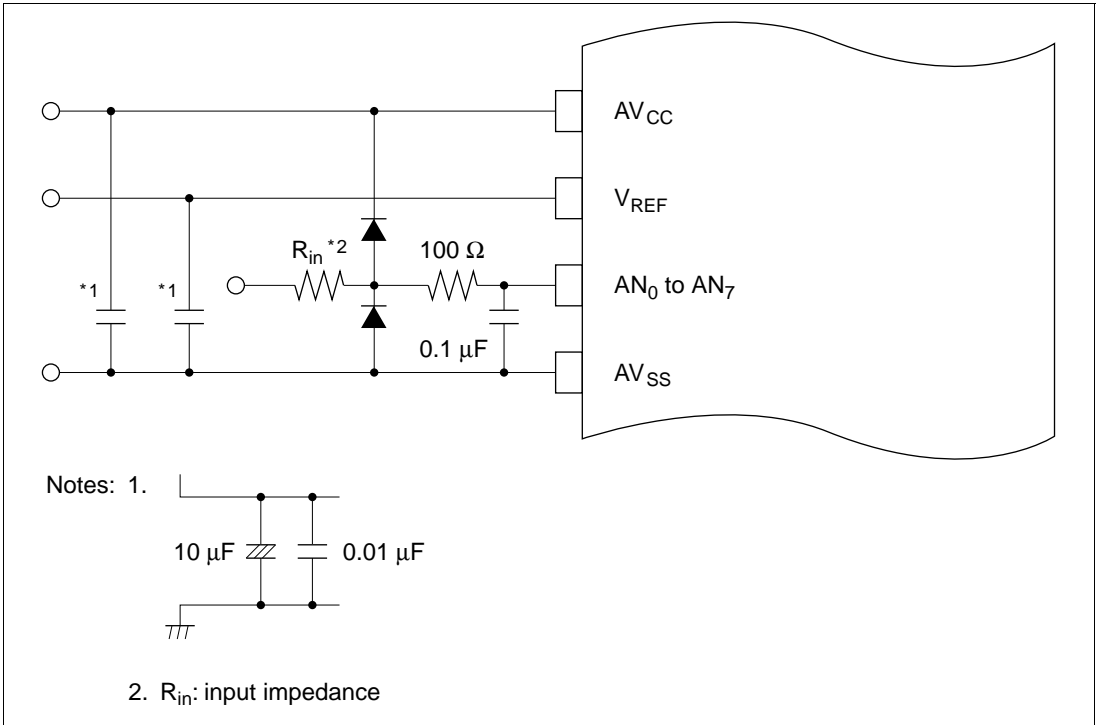 AVCC
VREF
Rin *2
100 Ω
*1
*1
AN0 to AN7
0.1 μF
AVSS
Notes: 1.
10 μF
0.01 μF
2. Rin: input impedance